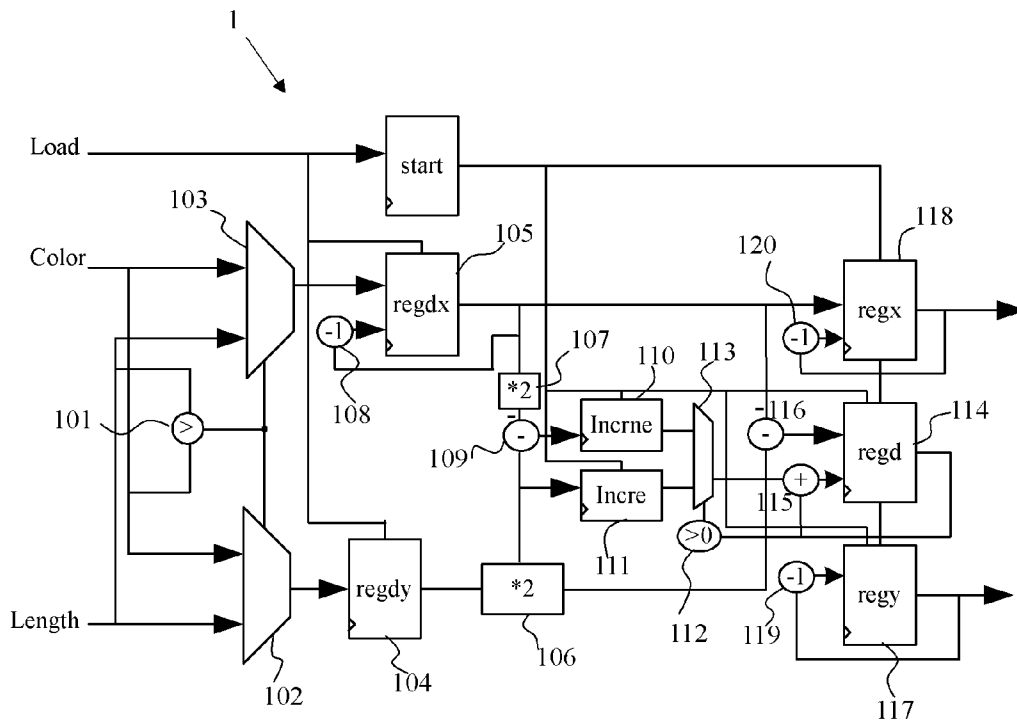 1
Load
start
103
105
118
Color
120
regdx
regx
-1
-1
107
110
113
108
*2
- 116
114
101
>
-
-
Incrne
-
regd
109
Incre
+
115
>0
111
regdy
*2
-1
regy
Length
119
112
106
104
102
117